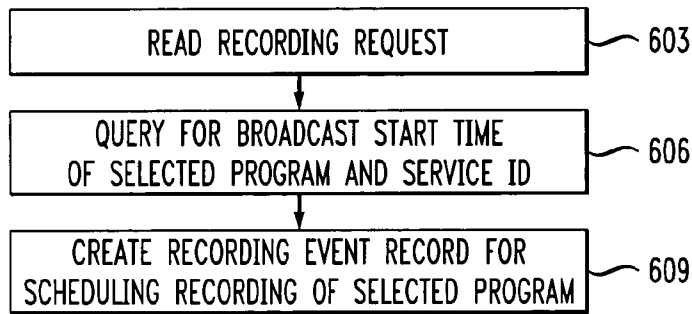 READ RECORDING REQUEST
603
QUERY FOR BROADCAST START TIME
OF SELECTED PROGRAM AND SERVICE ID
606
CREATE RECORDING EVENT RECORD FOR
SCHEDULING RECORDING OF SELECTED PROGRAM
609